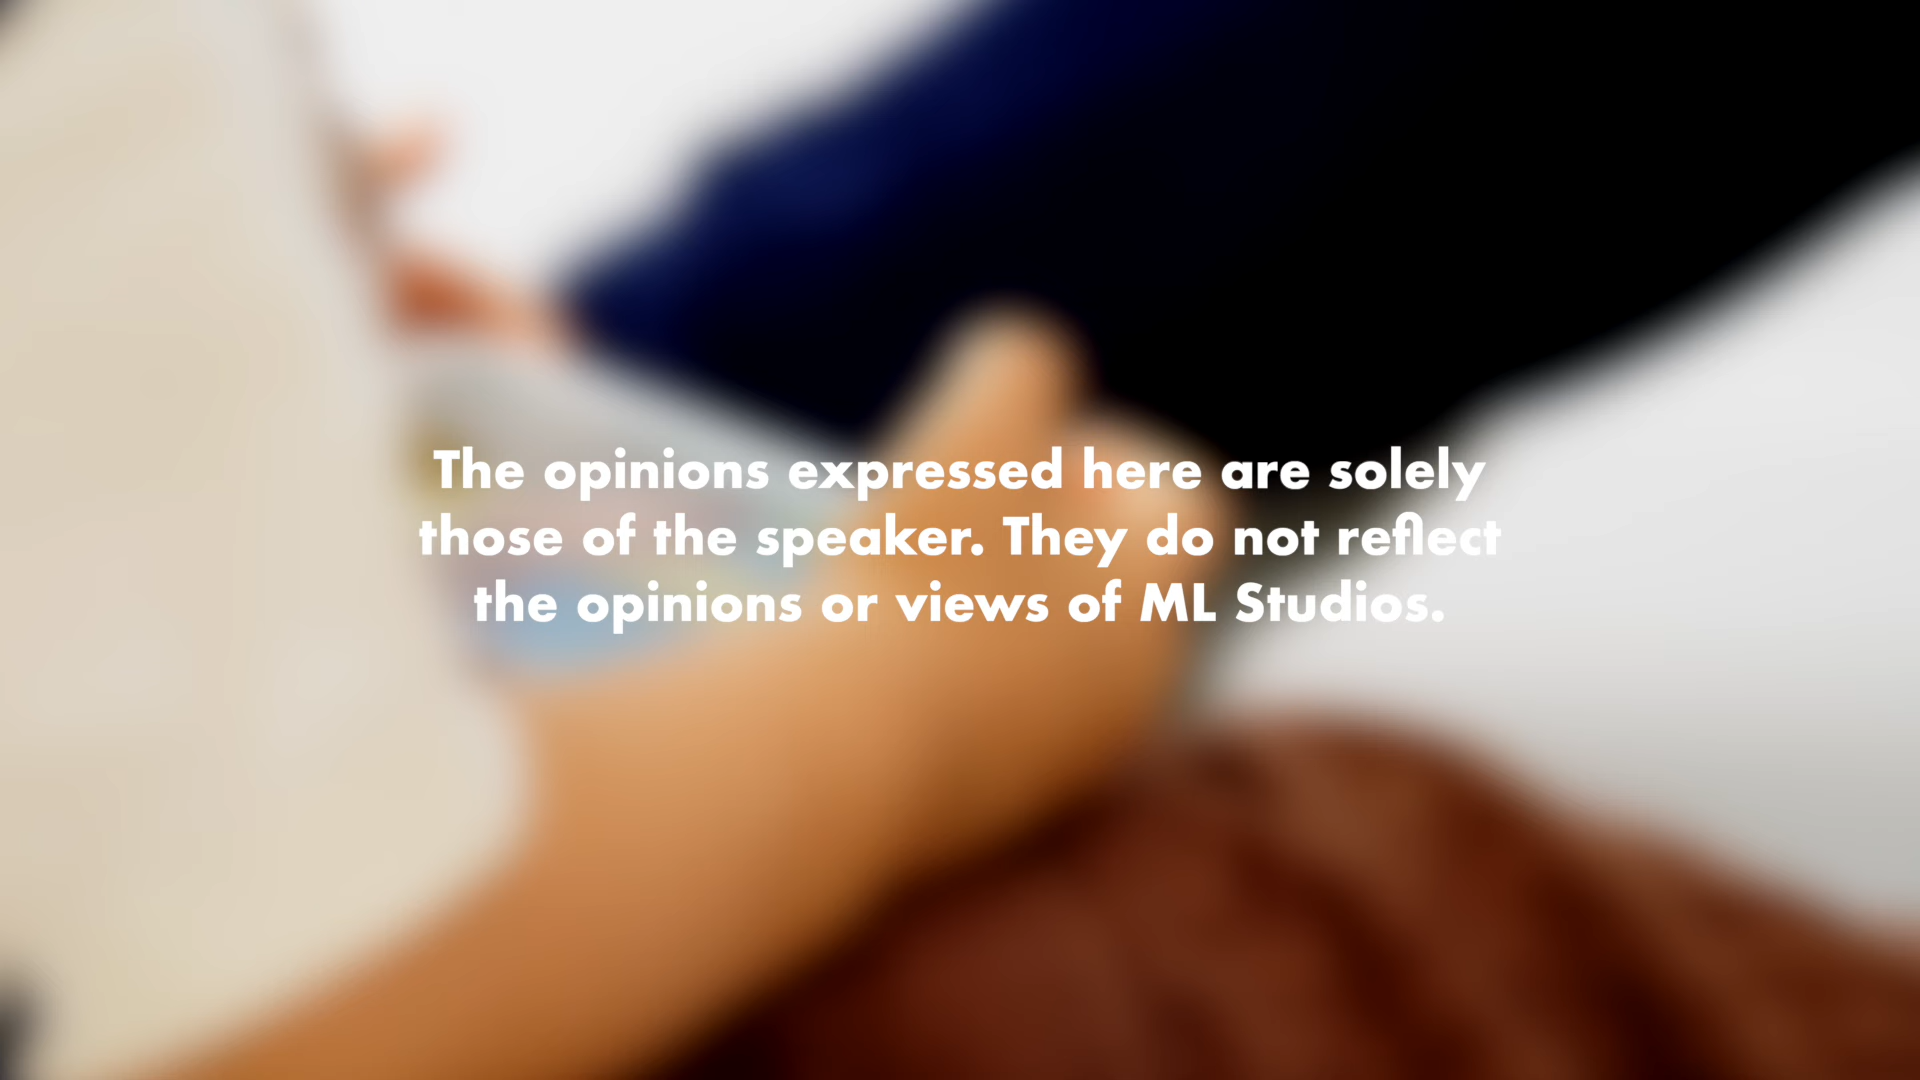 The opinions expressed here are solely
those of the speaker. They do not reflect
the opinions or views of ML Studios.